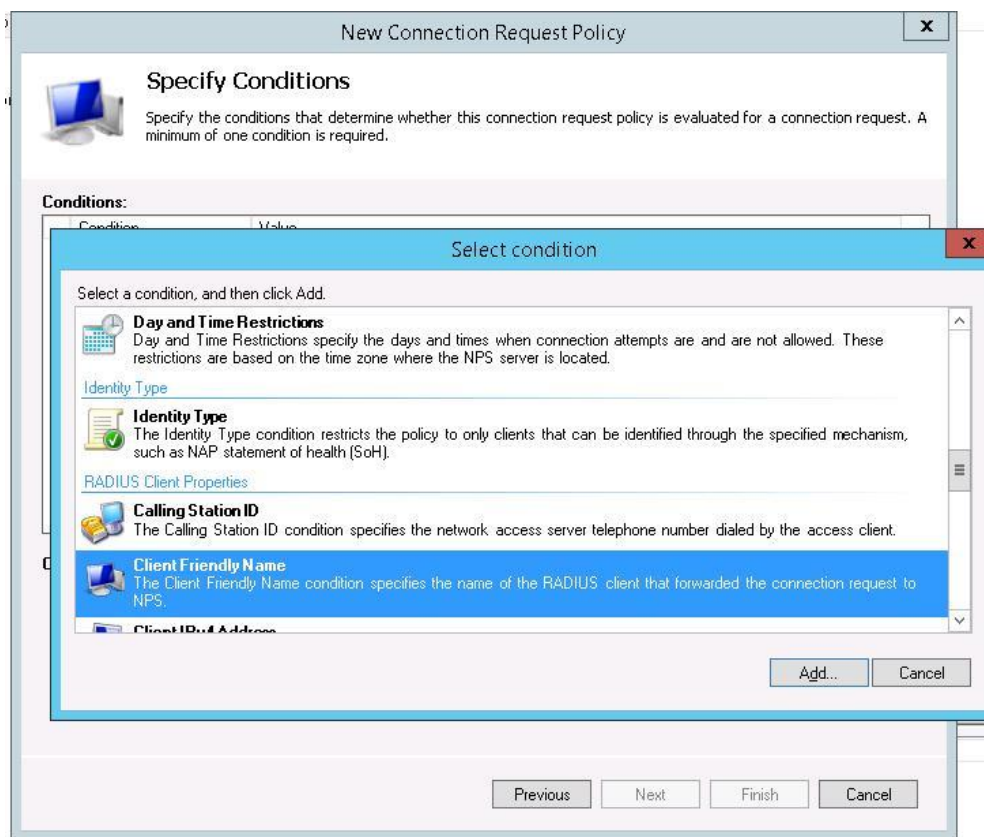 New Connection Request Policy
X
Specify Conditions
Specify the conditions that determine whether this connection request policy is evaluated for a connection request. A
minimum of one condition is required.
Conditions:
Condition Value
Select condition
X
Select a condition, and then click Add.
Day and Time Restrictions
Day and Time Restrictions specify the days and times when connection attempts are and are not allowed. These
restrictions are based on the time zone where the NPS server is located.
Identity Type
Identity Type
The Identity Type condition restricts the policy to only clients that can be identified through the specified mechanism,
such as NAP statement of health (SoH).
RADIUS Client Properties
Calling Station ID
The Calling Station ID condition specifies the network access server telephone number dialed by the access client.
Client Friendly Name
The Client Friendly Name condition specifies the name of the RADIUS client that forwarded the connection request to
NPS.
Client IPv4 Address
Add... Cancel
Previous Next Finish Cancel